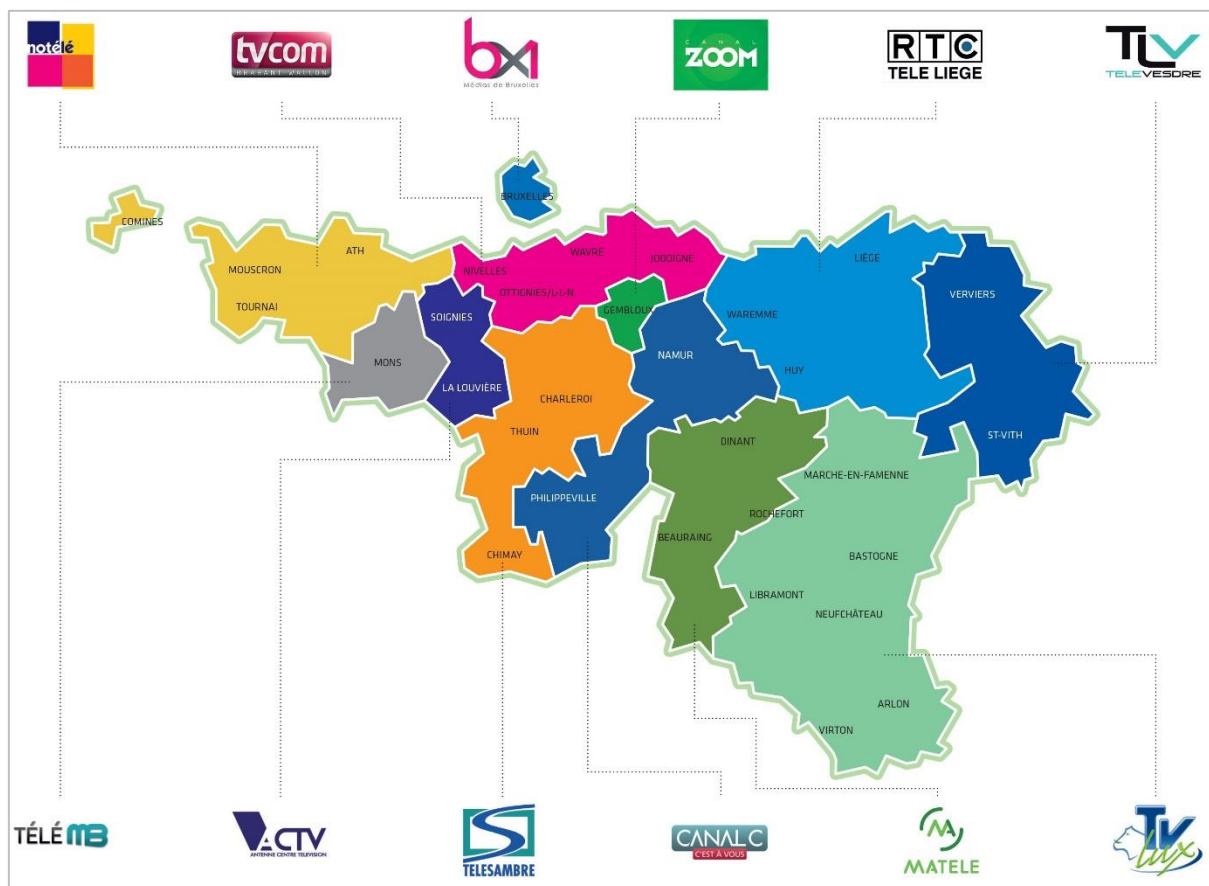 notélé
tvcom
BRABANT WALLON
bx1
Médias de Bruxelles
CANAL
ZOOM
RTC
TELE LIEGE
TLV
TELEVESDRE
BRUXELLES
COMINES
ATH
MOUSCRON
TOURNAI
NIVELLES
WAVRE
JODOIGNE
OTTIGNIES/L-L-N
GEMBLOUX
LIÈGE
VERVIERS
WAREMME
SOIGNIES
MONS
NAMUR
HUY
LA LOUVIÈRE
CHARLEROI
THUIN
DINANT
ST-VITH
MARCHE-EN-FAMENNE
PHILIPPEVILLE
ROCHEFORT
BEAURAING
CHIMAY
BASTOGNE
LIBRAMONT
NEUFCHÂTEAU
ARLON
VIRTON
TÉLÉ MB
ACTV
ANTENNE CENTRE TELEVISION
TELESAMBRE
CANAL C
C'EST À VOUS
MA
MATELE
TV
lux